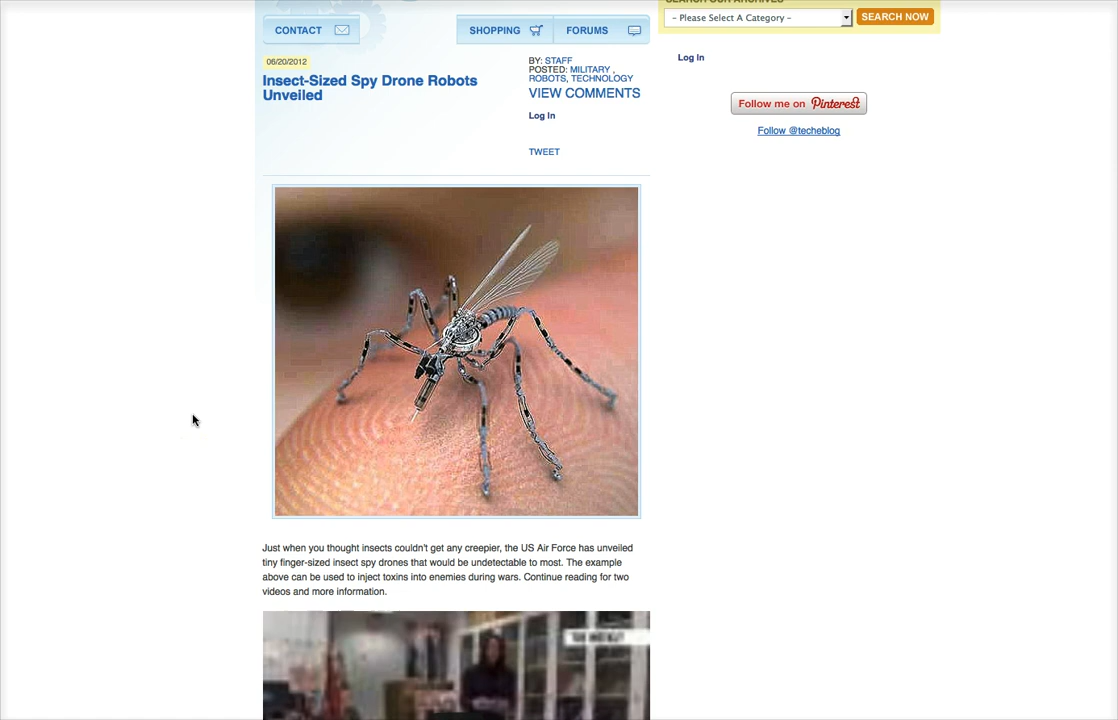 SEARCH OUR ARCHIVES
CONTACT
SHOPPING
FORUMS
- Please Select A Category -
SEARCH NOW
06/20/2012
Insect-Sized Spy Drone Robots
Unveiled
BY: STAFF
POSTED: MILITARY ,
ROBOTS, TECHNOLOGY
VIEW COMMENTS
Log In
TWEET
Log In
Follow me on Pinterest
Follow @techeblog
Just when you thought insects couldn't get any creepier, the US Air Force has unveiled
tiny finger-sized insect spy drones that would be undetectable to most. The example
above can be used to inject toxins into enemies during wars. Continue reading for two
videos and more information.